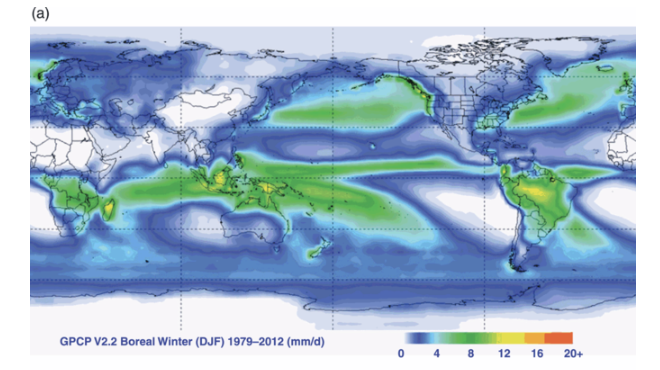 (a)
GPCP V2.2 Boreal Winter (DJF) 1979–2012 (mm/d)
0 4 8 12 16 20+